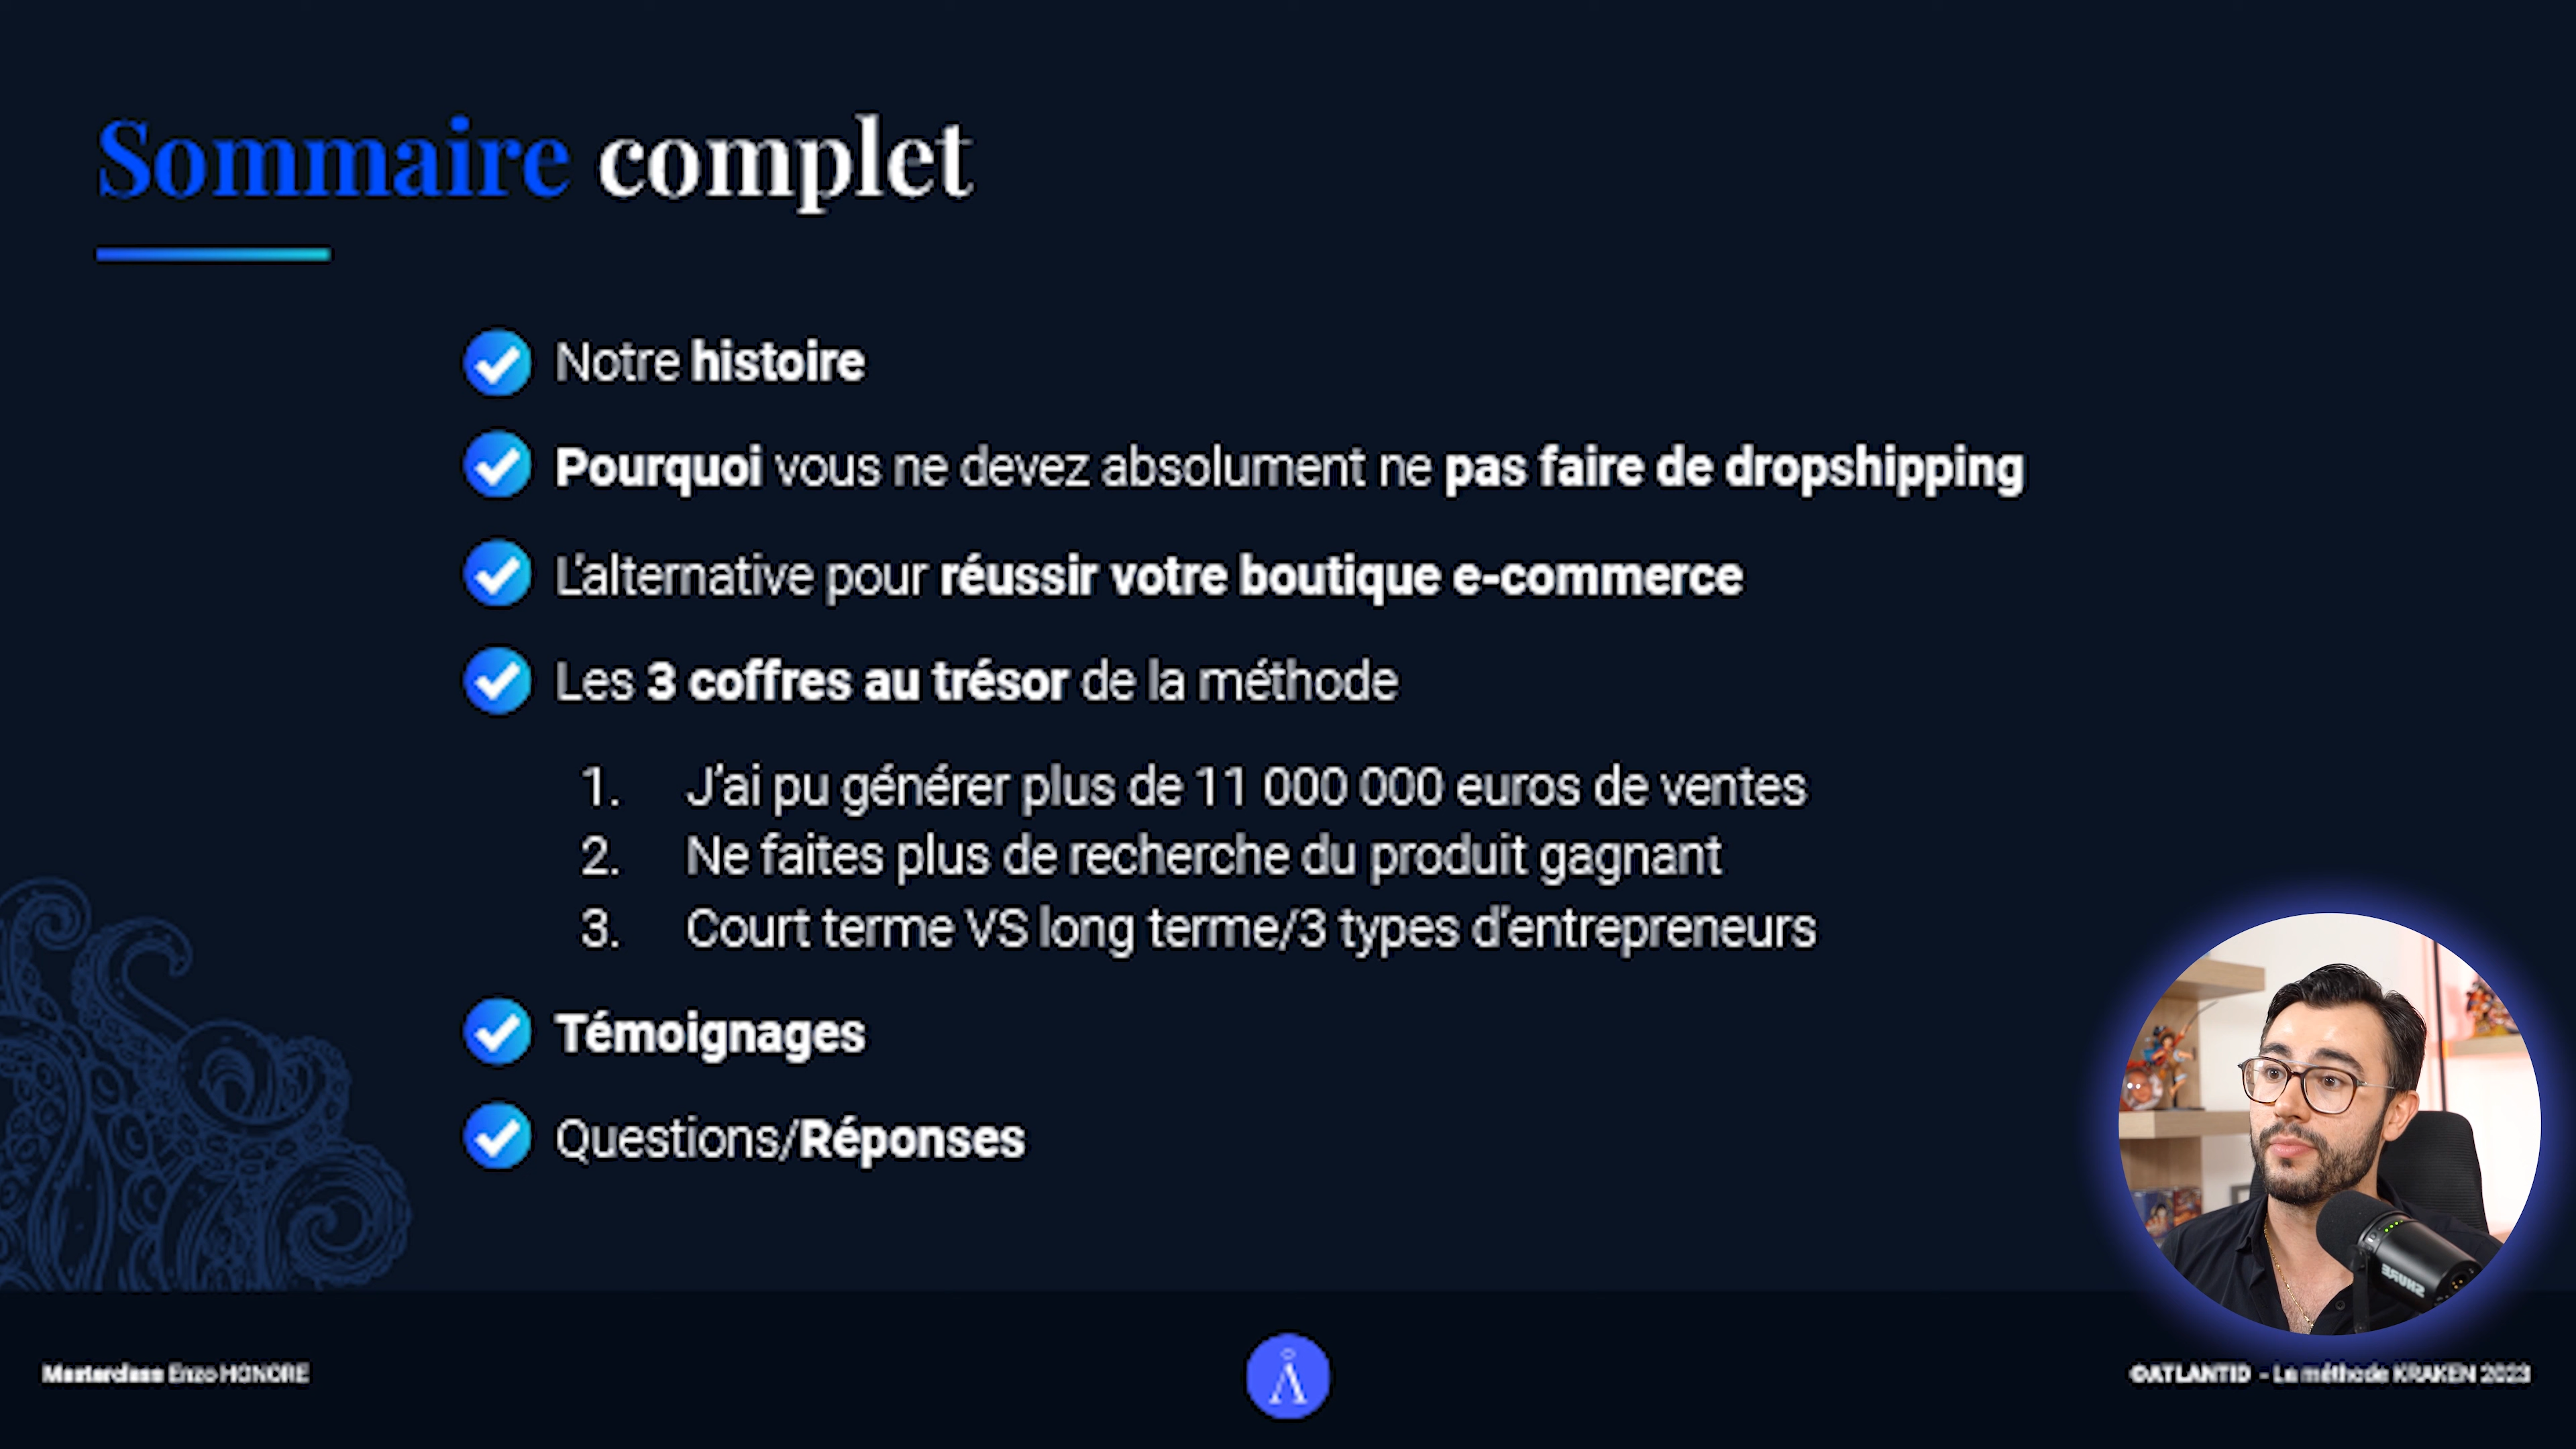 Sommaire complet
Notre histoire
Pourquoi vous ne devez absolument ne pas faire de dropshipping
L'alternative pour réussir votre boutique e-commerce
Les 3 coffres au trésor de la méthode
1. J'ai pu générer plus de 11 000 000 euros de ventes
2. Ne faites plus de recherche du produit gagnant
3. Court terme VS long terme/3 types d'entrepreneurs
Témoignages
Questions/Réponses
SHURE
Masterclass Enzo HONORE
Å
©ATLANTID - La méthode KRAKEN 2023